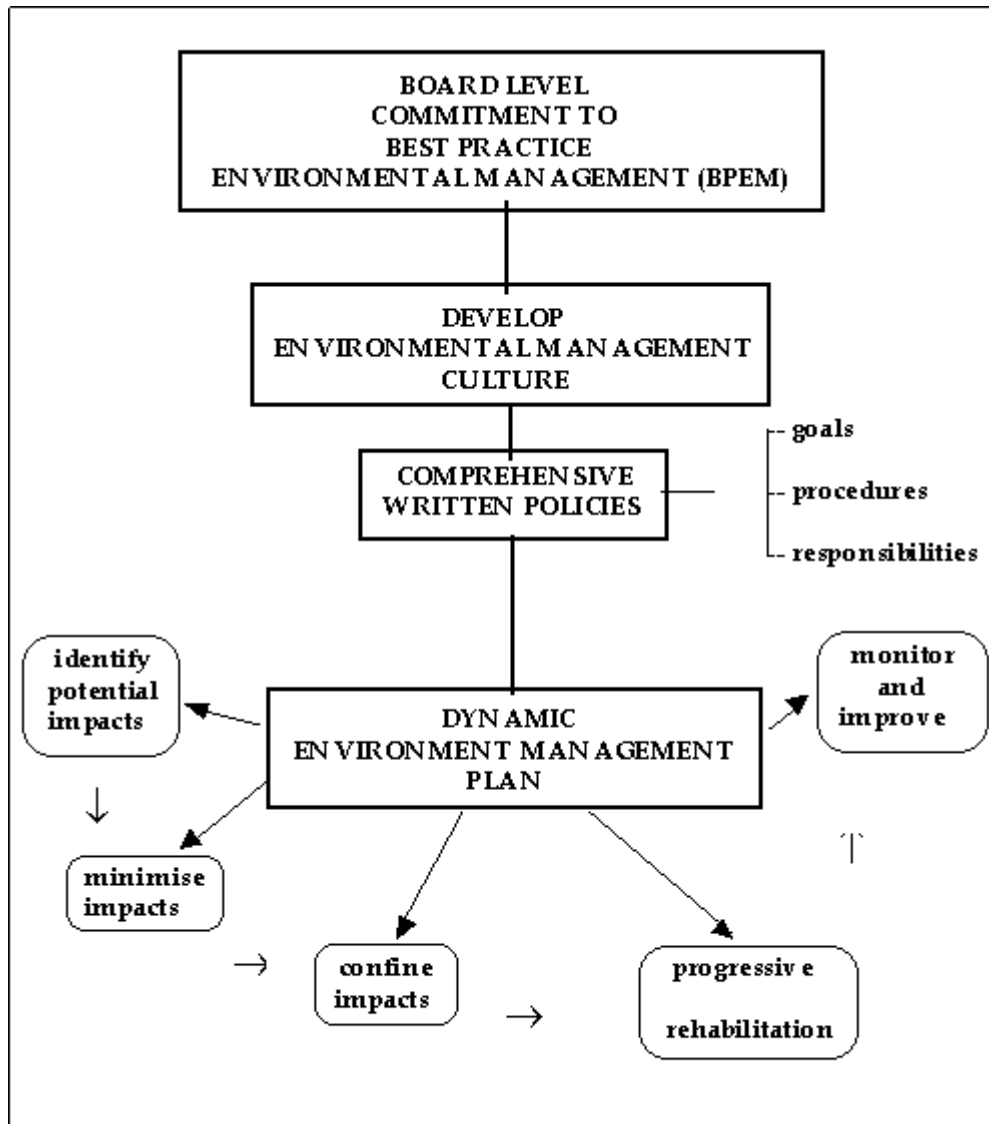 BOARD LEVEL
COMMITMENT TO
BEST PRACTICE
ENVIRONMENTAL MANAGEMENT (BPEM)
DEVELOP
ENVIRONMENTAL MANAGEMENT
CULTURE
COMPREHENSIVE
WRITTEN POLICIES
goals
procedures
responsibilities
identify
potential
impacts
monitor
and
improve
DYNAMIC
ENVIRONMENT MANAGEMENT
PLAN
minimise
impacts
confine
impacts
progressive
rehabilitation